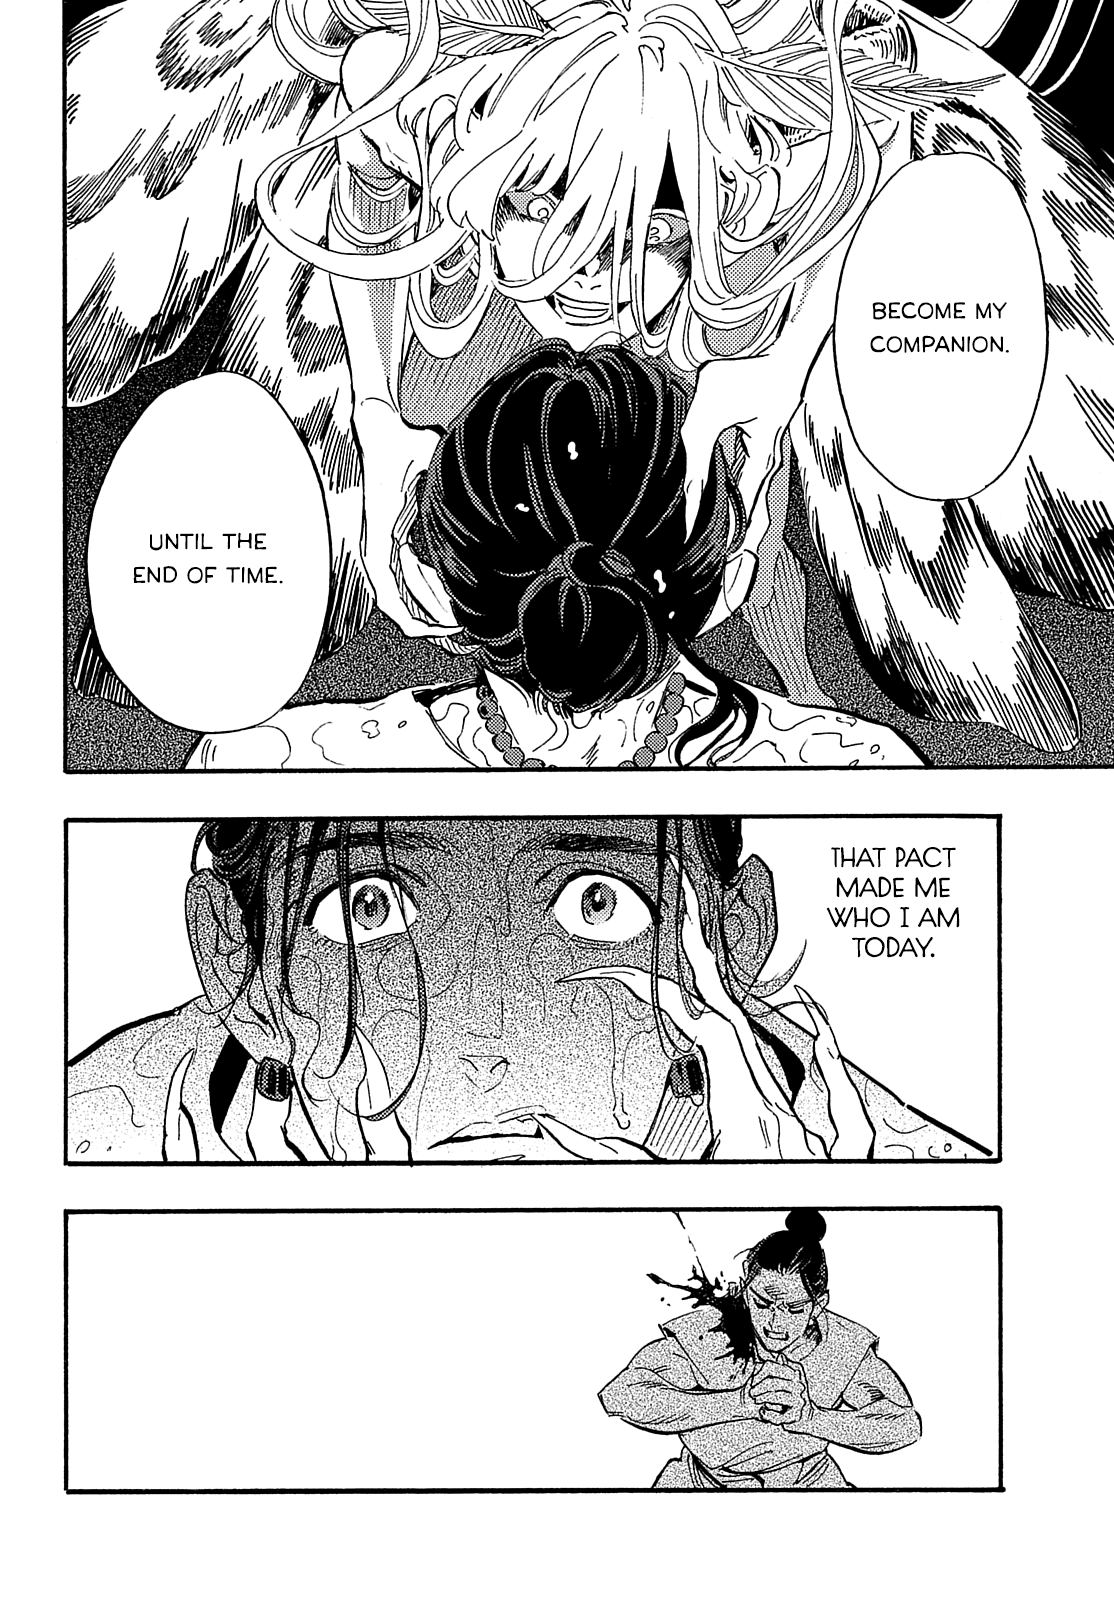 BECOME MY
COMPANION.
UNTIL THE
END OF TIME.
THAT PACT
MADE ME
WHO I AM
TODAY.